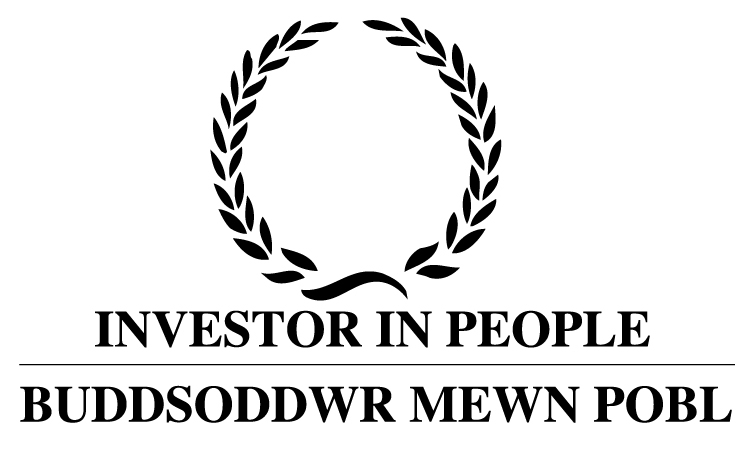 INVESTOR IN PEOPLE
BUDDSODDWR MEWN POBL